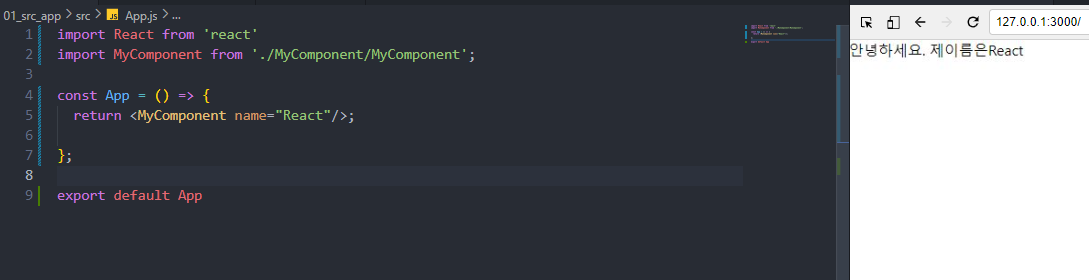 01_src_app > src > JS App.js > ...
1 import React from 'react'
2 import MyComponent from './MyComponent/MyComponent';
3
4 const App = () => {
5 return <MyComponent name="React"/>;
6
7 };
8
9 export default App
127.0.0.1:3000/
안녕하세요. 제이름은React